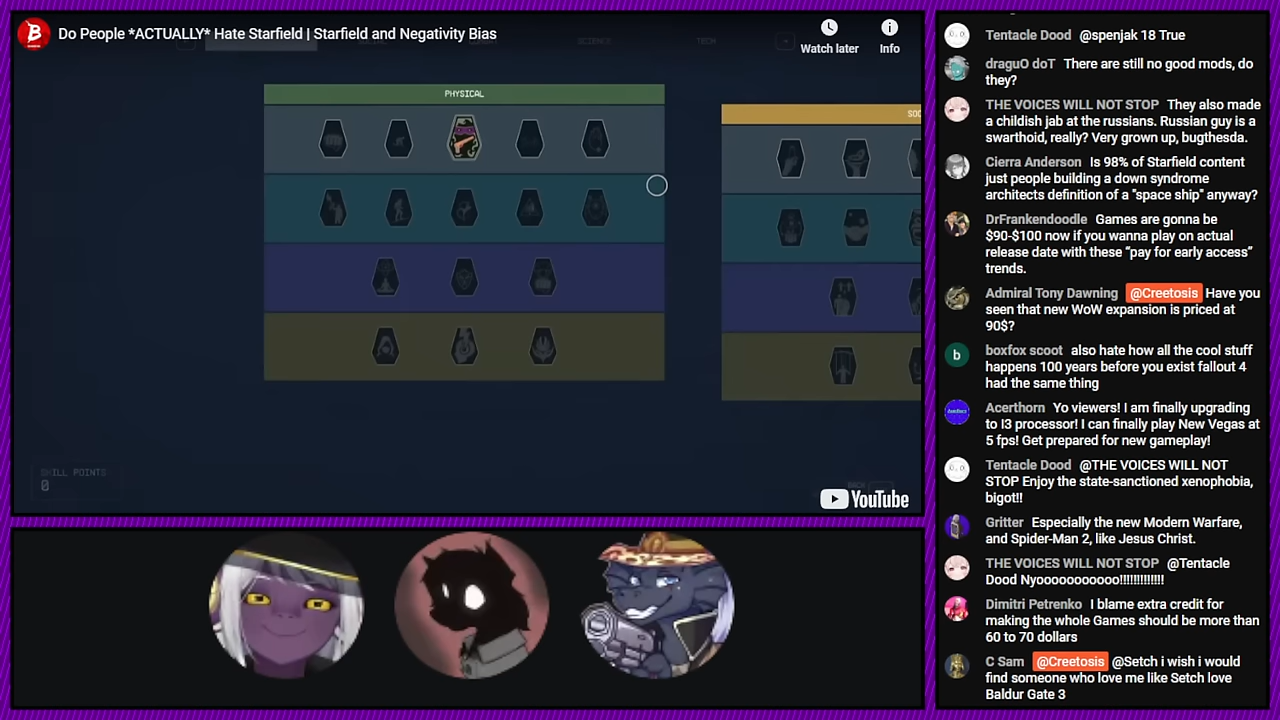 Do People *ACTUALLY* Hate Starfield | Starfield and Negativity Bias
Watch later
Info
SCIENCE
TECH
PHYSICAL
SOC
SKILL POINTS
0
YouTube
Tentacle Dood @spenjak 18 True
draguO doT There are still no good mods, do
they?
THE VOICES WILL NOT STOP They also made
a childish jab at the russians. Russian guy is a
swarthoid, really? Very grown up, bugthesda.
Cierra Anderson Is 98% of Starfield content
just people building a down syndrome
architects definition of a "space ship" anyway?
DrFrankendoodle Games are gonna be
$90-$100 now if you wanna play on actual
release date with these “pay for early access”
trends.
Admiral Tony Dawning @Creetosis Have you
seen that new WoW expansion is priced at
90$?
b
boxfox scoot also hate how all the cool stuff
happens 100 years before you exist fallout 4
had the same thing
Acerthorn Yo viewers! I am finally upgrading
to I3 processor! I can finally play New Vegas at
5 fps! Get prepared for new gameplay!
Tentacle Dood @THE VOICES WILL NOT
STOP Enjoy the state-sanctioned xenophobia,
bigot!!
Gritter Especially the new Modern Warfare,
and Spider-Man 2, like Jesus Christ.
THE VOICES WILL NOT STOP @Tentacle
Dood Nyooooooooooo!!!!!!!!!!!!!
Dimitri Petrenko I blame extra credit for
making the whole Games should be more than
60 to 70 dollars
C Sam @Creetosis @Setch i wish i would
find someone who love me like Setch love
Baldur Gate 3